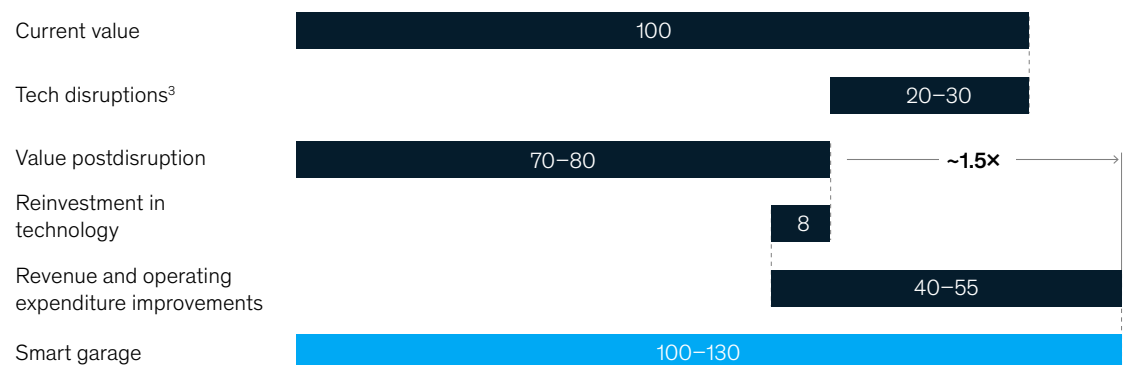 Current value
100
Tech disruptions³
20–30
Value postdisruption
70–80
~1.5×
Reinvestment in
technology
8
Revenue and operating
expenditure improvements
40–55
Smart garage
100–130